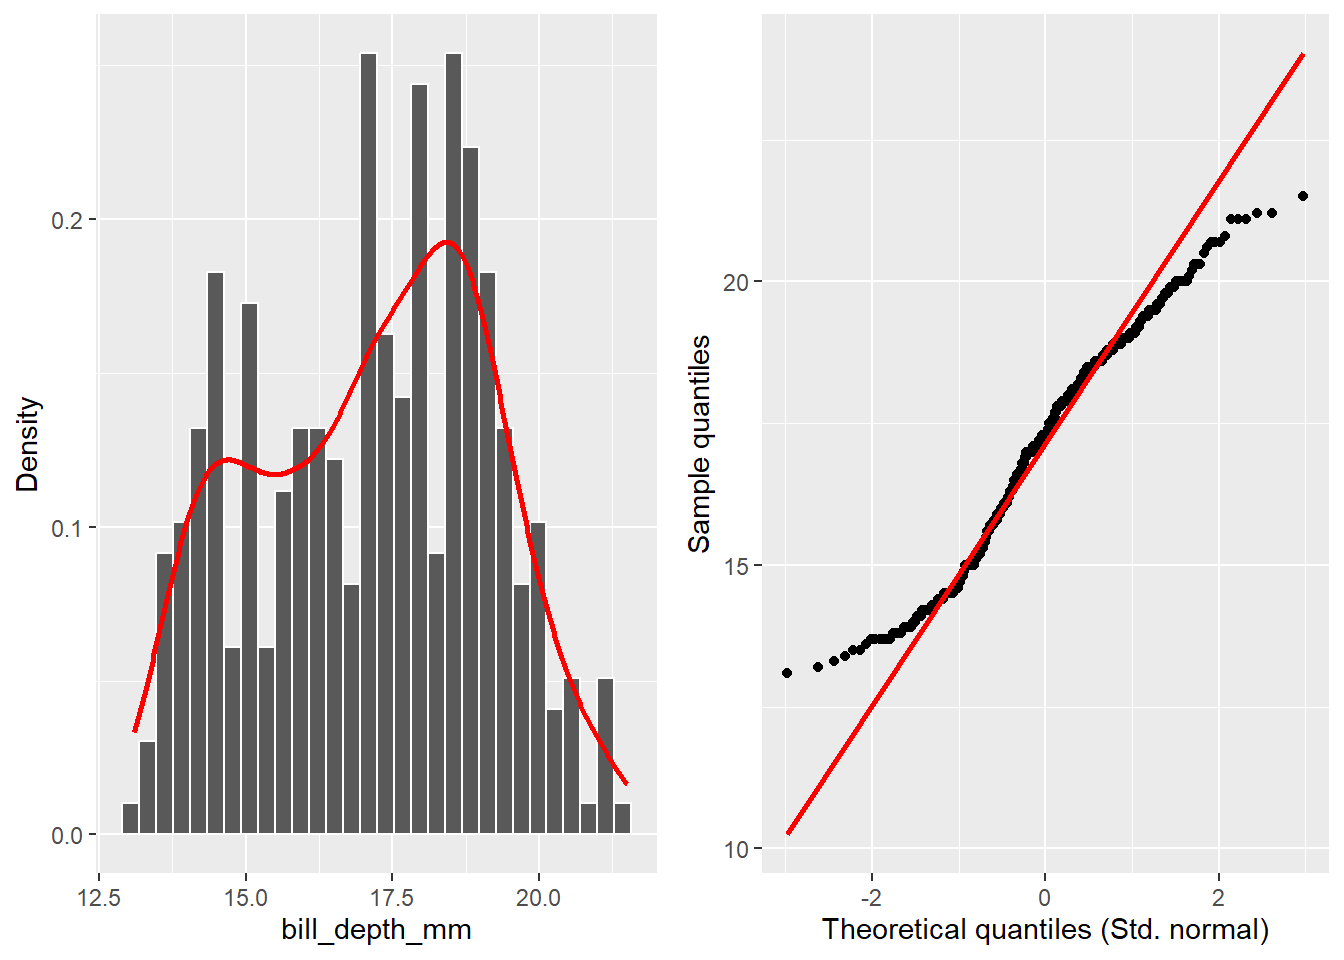 Density
0.2
0.1
0.0
12.5 15.0 17.5 20.0
bill_depth_mm
Sample quantiles
20
15
10
-2 0 2
Theoretical quantiles (Std. normal)